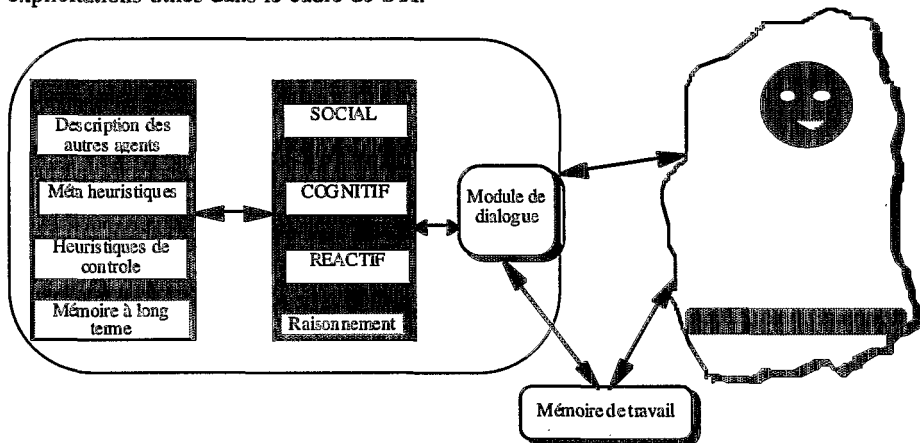 Description des
autres agents
Méta heuristiques
Heuristiques de
controle
Mémoire à long
terme
SOCIAL
COGNITIF
REACTIF
Raisonnement
Module de
dialogue
Mémoire de travail